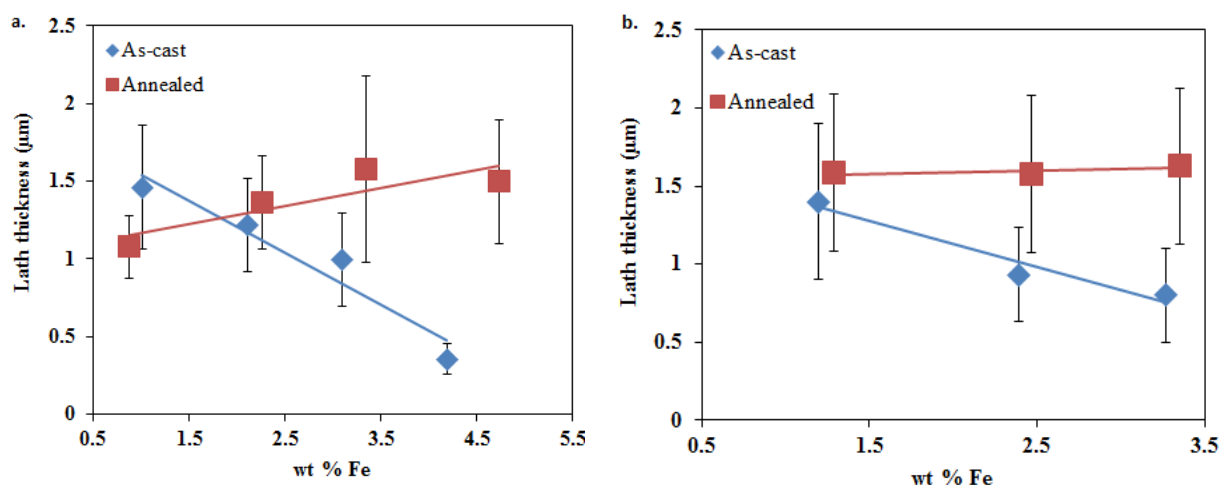 a.
2.5
2
1.5
1
0.5
0
As-cast
Annealed
Lath thickness (μm)
0.5 1.5 2.5 3.5 4.5 5.5
wt % Fe
b.
2.5
2
1.5
1
0.5
0
As-cast
Annealed
Lath thickness (μm)
0.5 1.5 2.5 3.5
wt % Fe